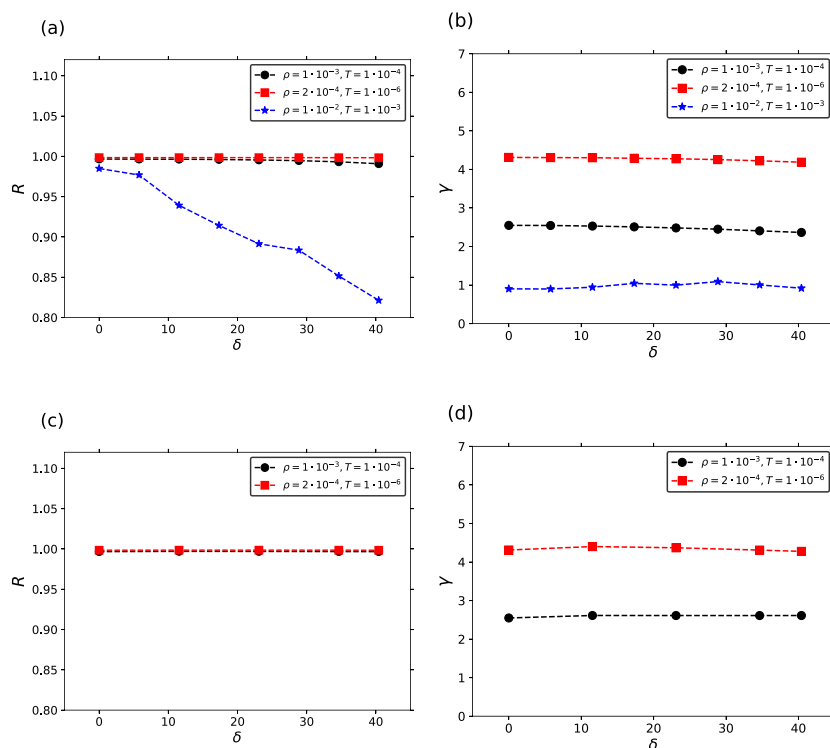 (a)
1.10
1.05
1.00
0.95
0.90
0.85
0.80
R
0 10 20 30 40
δ
ρ = 1·10⁻³, T = 1·10⁻⁴
ρ = 2·10⁻⁴, T = 1·10⁻⁶
ρ = 1·10⁻², T = 1·10⁻³
(b)
7
6
5
4
3
2
1
0
γ
0 10 20 30 40
δ
ρ = 1·10⁻³, T = 1·10⁻⁴
ρ = 2·10⁻⁴, T = 1·10⁻⁶
ρ = 1·10⁻², T = 1·10⁻³
(c)
1.10
1.05
1.00
0.95
0.90
0.85
0.80
R
0 10 20 30 40
δ
ρ = 1·10⁻³, T = 1·10⁻⁴
ρ = 2·10⁻⁴, T = 1·10⁻⁶
(d)
7
6
5
4
3
2
1
0
γ
0 10 20 30 40
δ
ρ = 1·10⁻³, T = 1·10⁻⁴
ρ = 2·10⁻⁴, T = 1·10⁻⁶